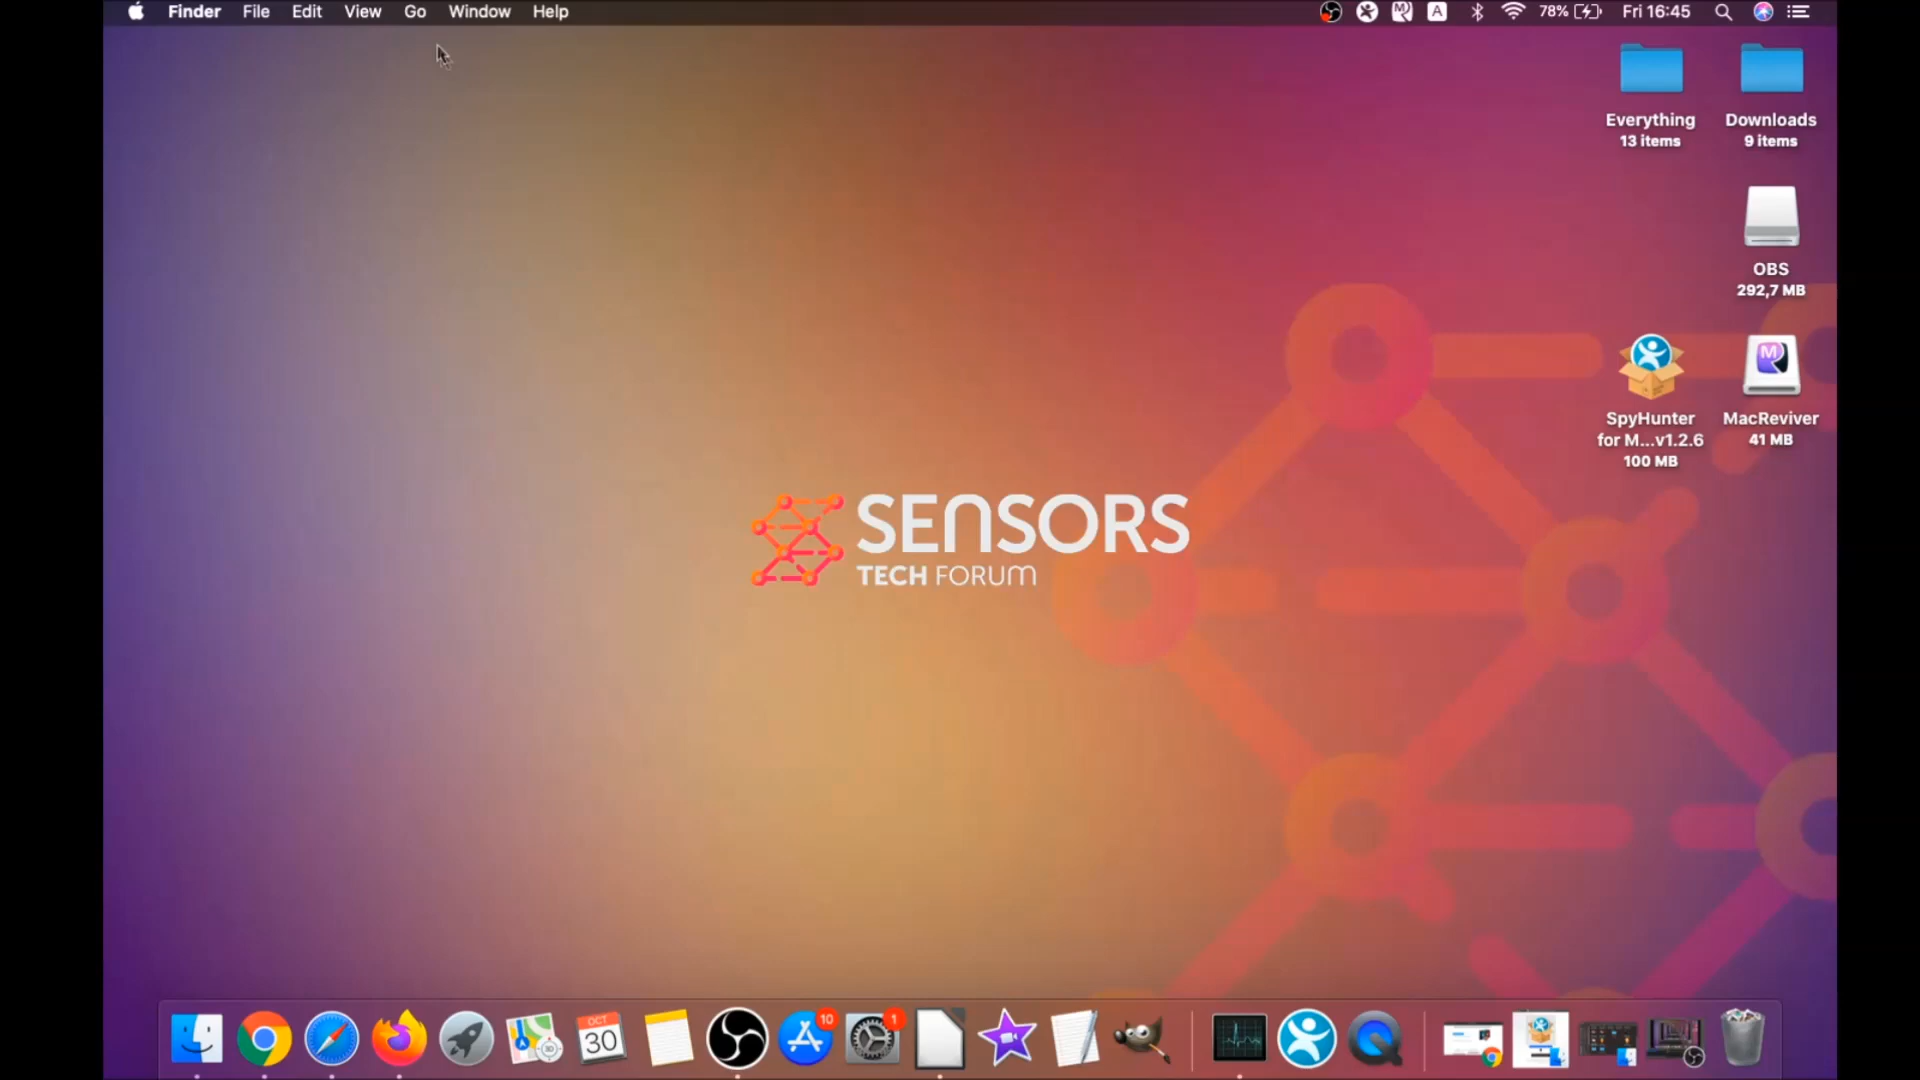 Finder File Edit View Go Window Help
A 78% Fri 16:45
Everything
13 items
Downloads
9 items
OBS
292,7 MB
M
SpyHunter
for M...v1.2.6
100 MB
MacReviver
41 MB
SENSORS
TECH FORUM
OCT
30
10
1